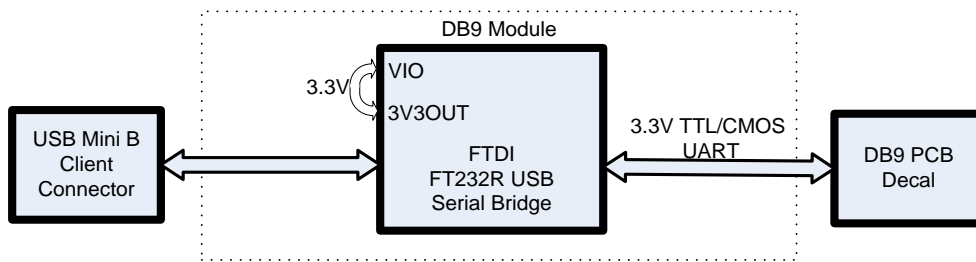 DB9 Module
VIO
3.3V
3V3OUT
USB Mini B
Client
Connector
FTDI
FT232R USB
Serial Bridge
3.3V TTL/CMOS
UART
DB9 PCB
Decal